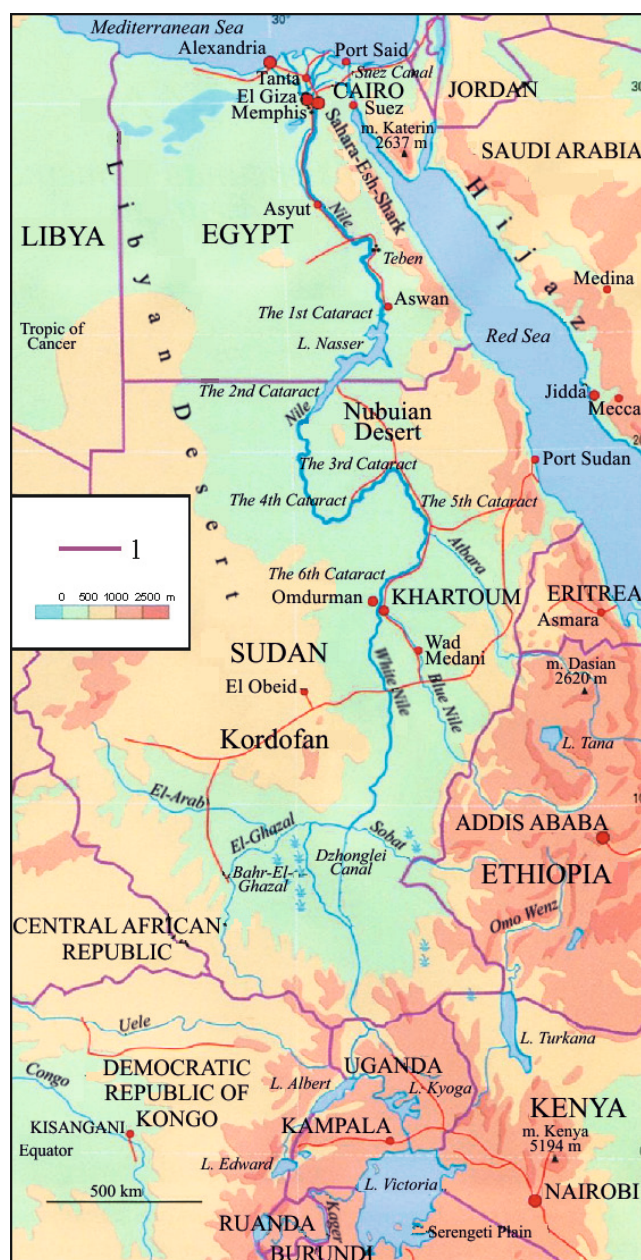 Mediterranean Sea
30°
Alexandria
Port Said
Tanta
Suez Canal
El Giza
CAIRO
JORDAN
30
Memphis
Suez
m. Katerin
2637 m
SAUDI ARABIA
Sahara-Esh-Shark
Hijaz
Libyan Desert
Asyut
Nile
LIBYA
EGYPT
Teben
Medina
The 1st Cataract
Aswan
Tropic of
Cancer
L. Nasser
Red Sea
The 2nd Cataract
Jidda
Mecca
Nile
Nubuian
Desert
20
The 3rd Cataract
Port Sudan
The 4th Cataract
The 5th Cataract
1
Atbara
0 500 1000 2500 m
The 6th Cataract
Omdurman
KHARTOUM
ERITREA
Asmara
SUDAN
Wad
Medani
m. Dasian
2620 m
White Nile
Blue Nile
El Obeid
Kordofan
L. Tana
El-Arab
10
El-Ghazal
Sobat
ADDIS ABABA
Dzhonglei
Canal
Bahr-El-
Ghazal
ETHIOPIA
CENTRAL AFRICAN
REPUBLIC
Omo Wenz
Uele
L. Turkana
DEMOCRATIC
REPUBLIC OF
KONGO
UGANDA
Congo
L. Albert
L. Kyoga
KENYA
KISANGANI
KAMPALA
m. Kenya
5194 m
Equator
L. Edward
L. Victoria
500 km
NAIROBI
RUANDA
Kager
Serengeti Plain
BURUNDI